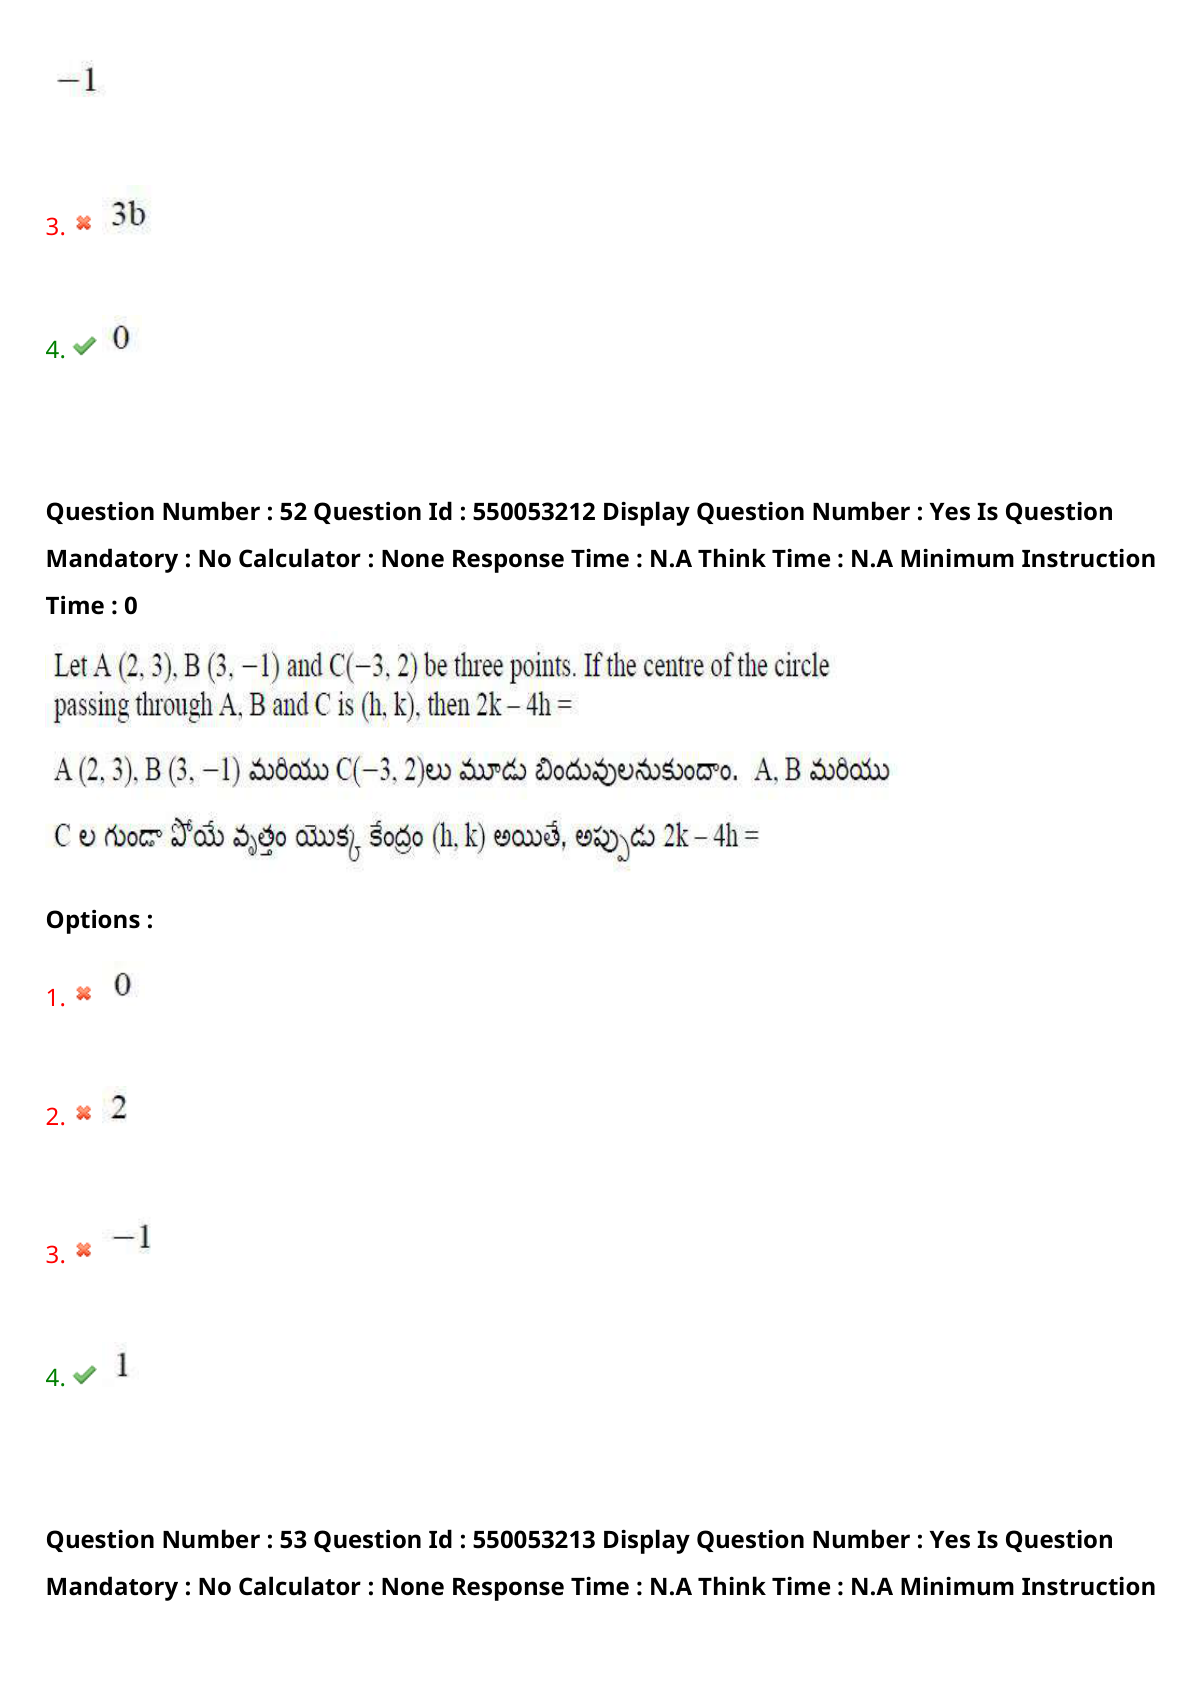 −1
3. 3b
4. 0
Question Number : 52 Question Id : 550053212 Display Question Number : Yes Is Question
Mandatory : No Calculator : None Response Time : N.A Think Time : N.A Minimum Instruction
Time : 0
Let A (2, 3), B (3, −1) and C(−3, 2) be three points. If the centre of the circle
passing through A, B and C is (h, k), then 2k – 4h =
A (2, 3), B (3, −1) మరియు C(−3, 2)లు మూడు బిందువులనుకుందాం. A, B మరియు
C ల గుండా పోయే వృత్తం యొక్క కేంద్రం (h, k) అయితే, అప్పుడు 2k – 4h =
Options :
1. 0
2. 2
3. −1
4. 1
Question Number : 53 Question Id : 550053213 Display Question Number : Yes Is Question
Mandatory : No Calculator : None Response Time : N.A Think Time : N.A Minimum Instruction